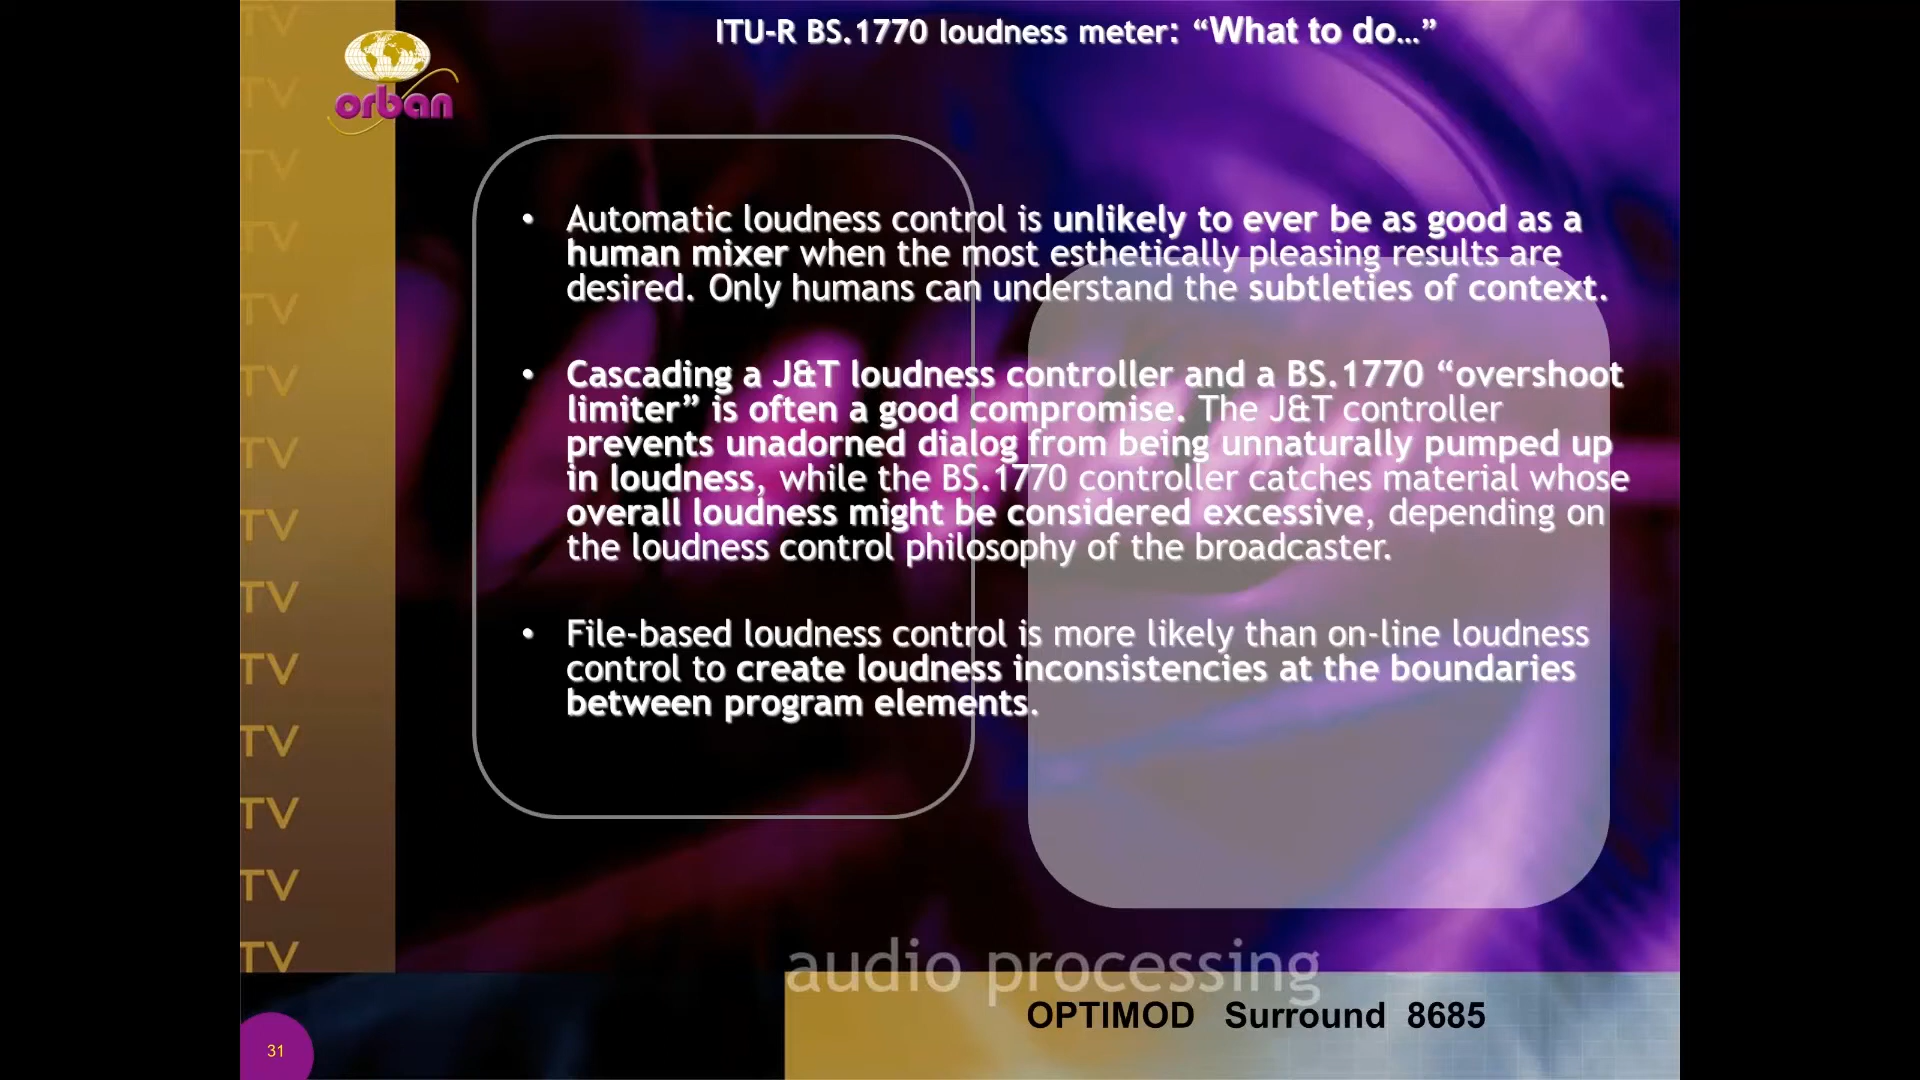 ITU-R BS.1770 loudness meter: “What to do…”
orban
• Automatic loudness control is unlikely to ever be as good as a
human mixer when the most esthetically pleasing results are
desired. Only humans can understand the subtleties of context.
• Cascading a J&T loudness controller and a BS.1770 “overshoot
limiter” is often a good compromise. The J&T controller
prevents unadorned dialog from being unnaturally pumped up
in loudness, while the BS.1770 controller catches material whose
overall loudness might be considered excessive, depending on
the loudness control philosophy of the broadcaster.
• File-based loudness control is more likely than on-line loudness
control to create loudness inconsistencies at the boundaries
between program elements.
TV
TV
TV
TV
TV
TV
TV
TV
TV
TV
TV
TV
TV
TV
audio processing
OPTIMOD Surround 8685
31